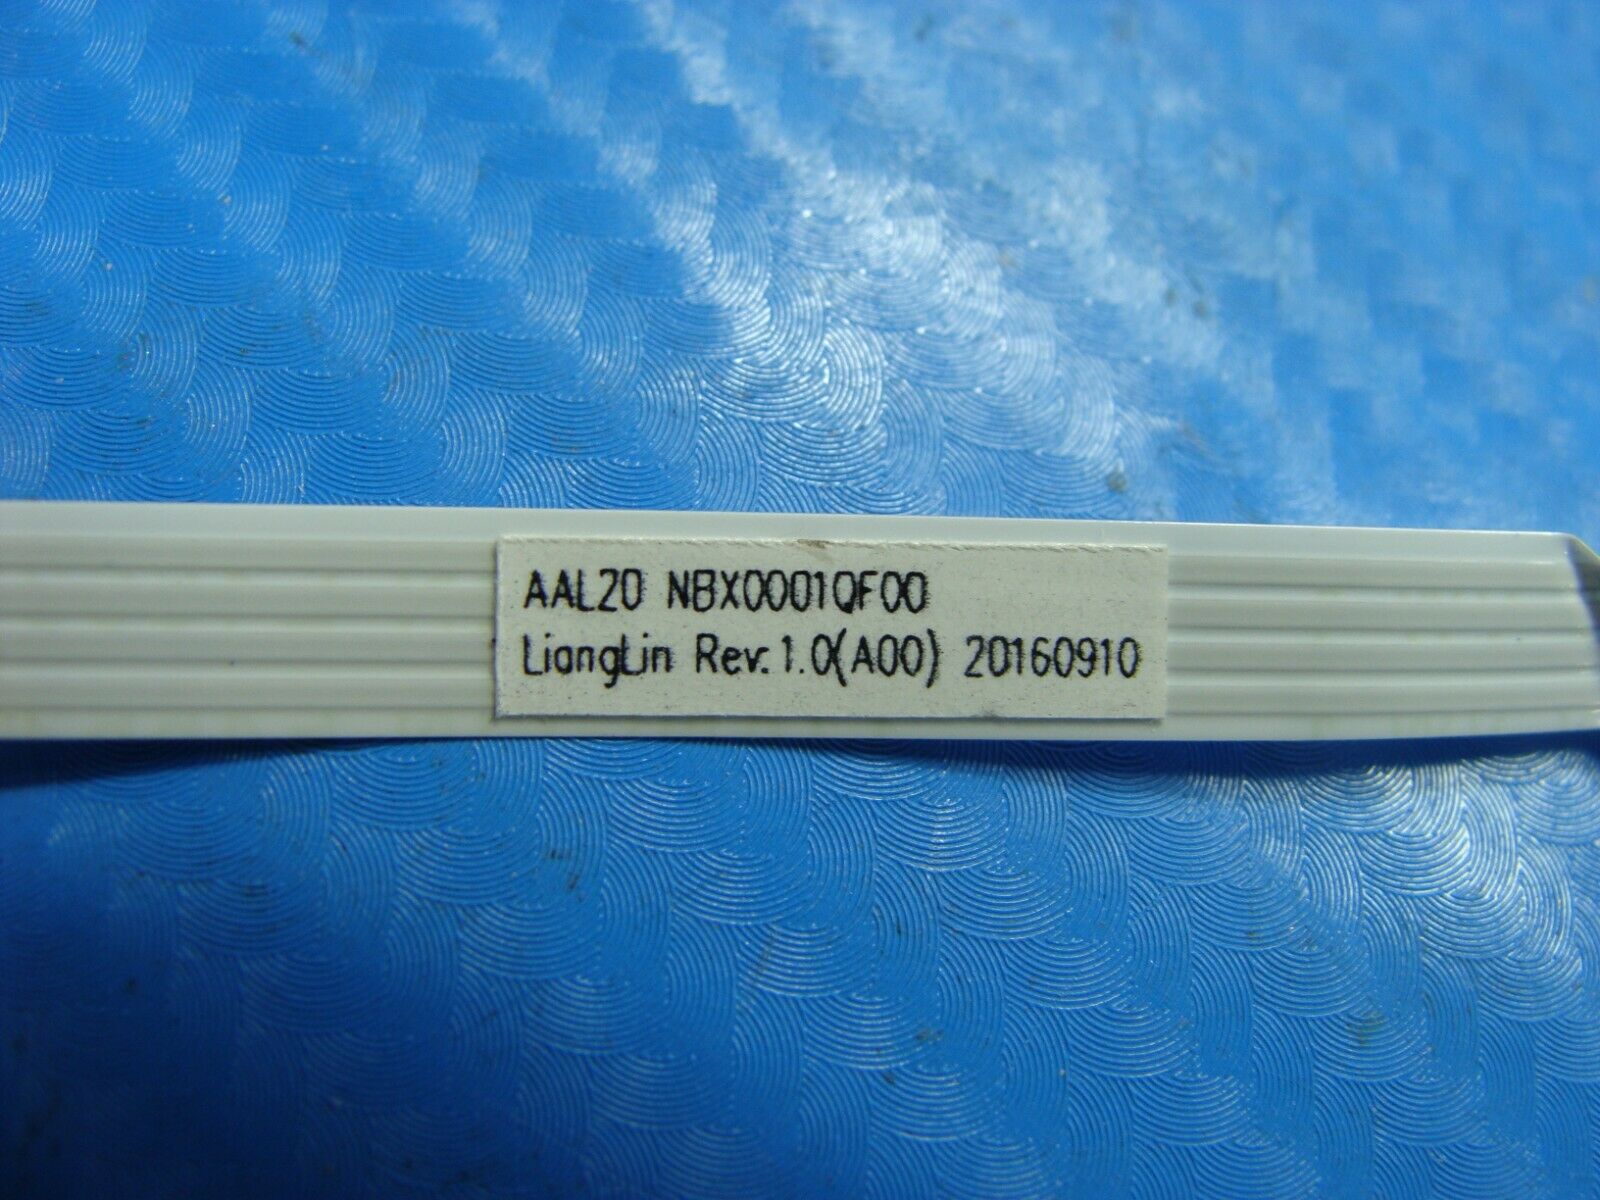 AAL20 NBX0001QF00
LiangLin Rev:1.0(A00) 20160910